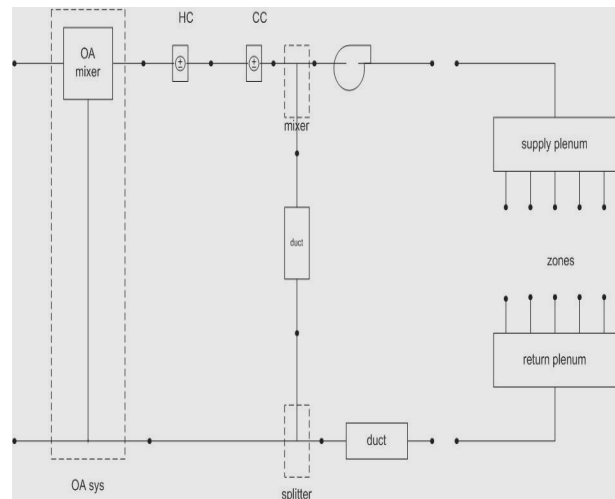 HC
CC
OA
mixer
mixer
supply plenum
duct
zones
return plenum
duct
OA sys
splitter